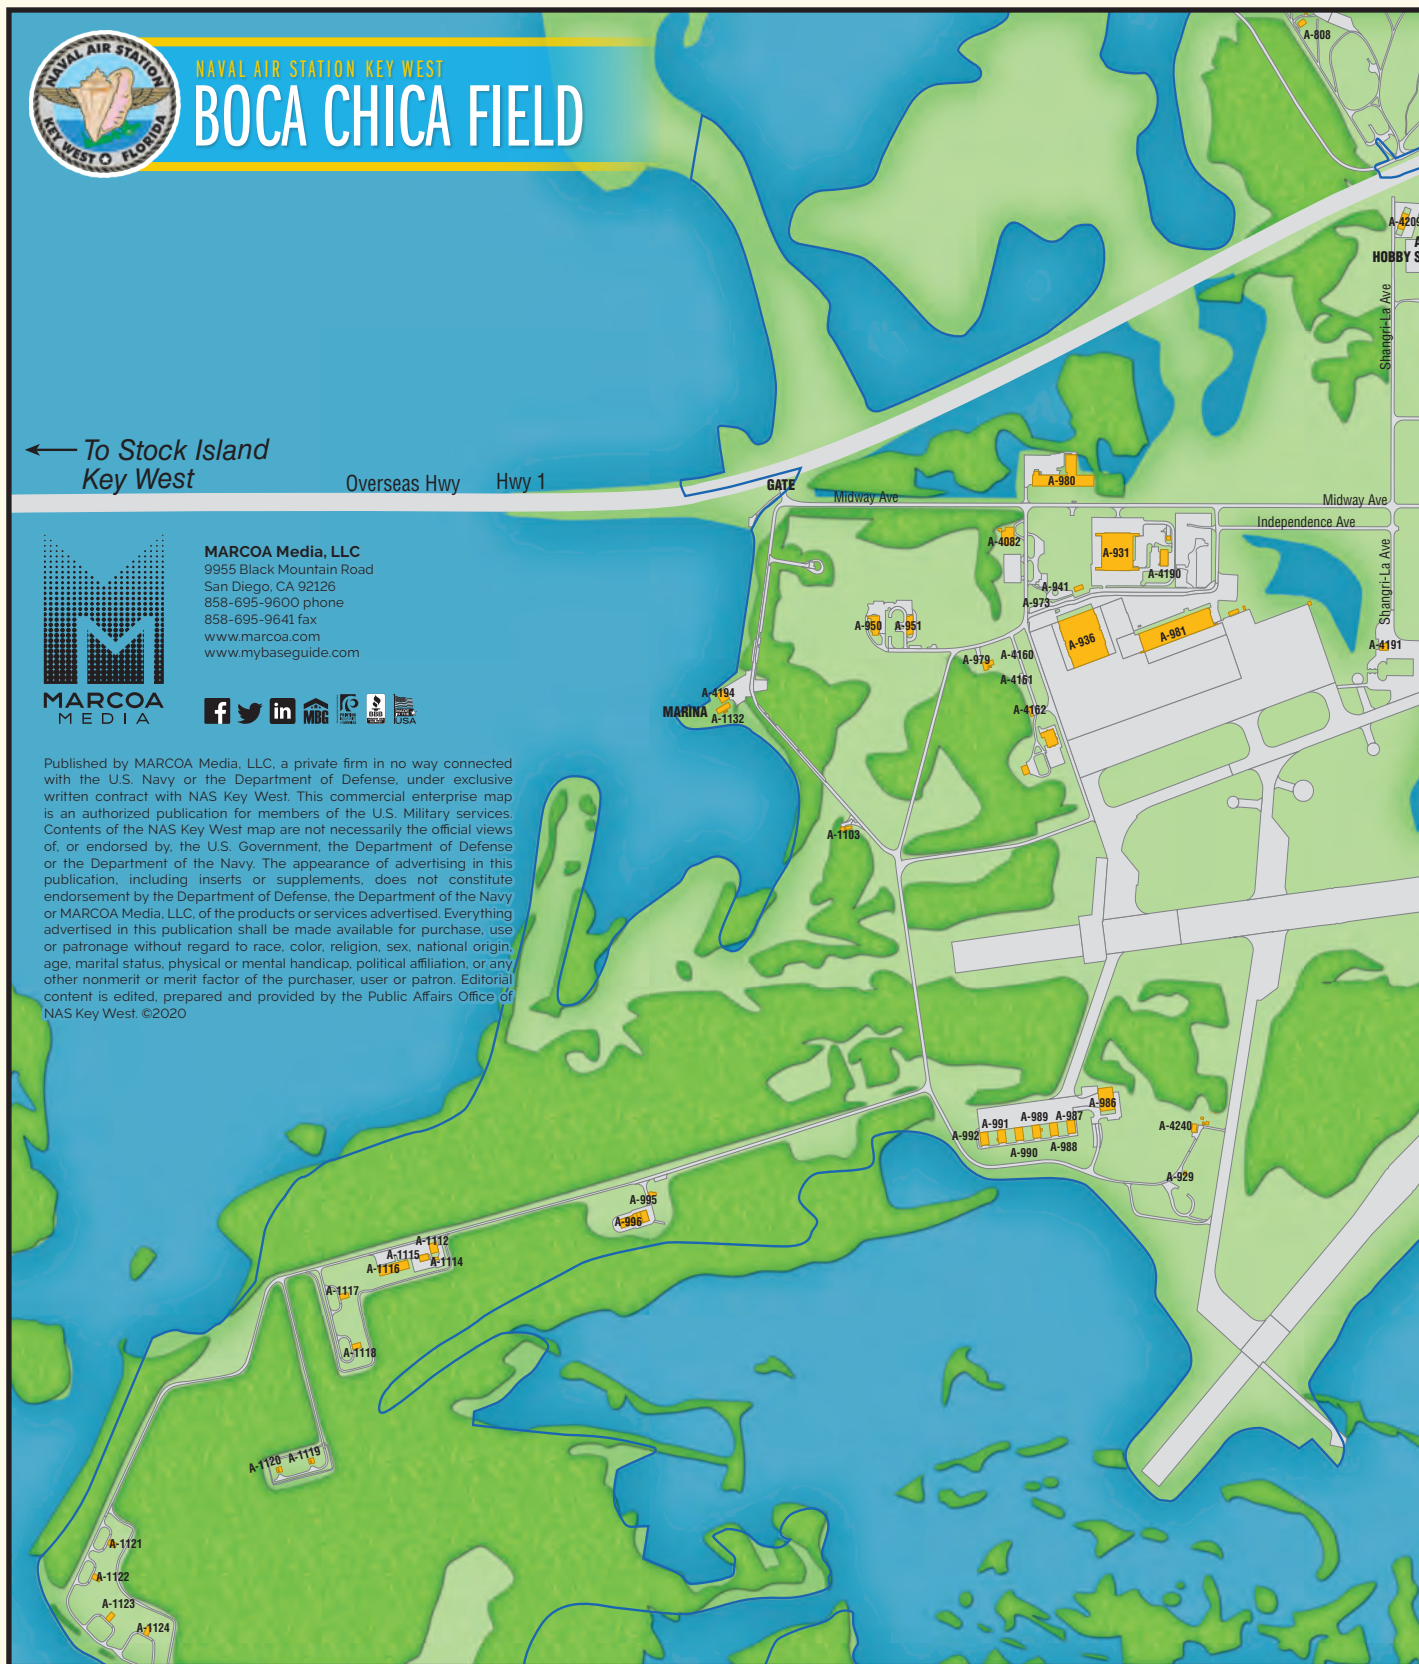 NAVAL AIR STATION
KEY WEST FLORIDA
NAVAL AIR STATION KEY WEST
BOCA CHICA FIELD
A-808
A-4209
HOBBY S
Shangri-La Ave
To Stock Island
Key West
Overseas Hwy
Hwy 1
GATE
Midway Ave
A-980
Midway Ave
Independence Ave
A-4082
A-931
A-4190
Shangri-La Ave
A-941
A-973
A-950
A-951
A-936
A-981
A-979
A-4160
A-4191
A-4161
A-4162
A-4194
MARINA
A-1132
A-1103
MARCOA
MEDIA
MARCOA Media, LLC
9955 Black Mountain Road
San Diego, CA 92126
858-695-9600 phone
858-695-9641 fax
www.marcoa.com
www.mybaseguide.com
in
MBG
BBB
USA
Published by MARCOA Media, LLC, a private firm in no way connected
with the U.S. Navy or the Department of Defense, under exclusive
written contract with NAS Key West. This commercial enterprise map
is an authorized publication for members of the U.S. Military services.
Contents of the NAS Key West map are not necessarily the official views
of, or endorsed by, the U.S. Government, the Department of Defense
or the Department of the Navy. The appearance of advertising in this
publication, including inserts or supplements, does not constitute
endorsement by the Department of Defense, the Department of the Navy
or MARCOA Media, LLC, of the products or services advertised. Everything
advertised in this publication shall be made available for purchase, use
or patronage without regard to race, color, religion, sex, national origin,
age, marital status, physical or mental handicap, political affiliation, or any
other nonmerit or merit factor of the purchaser, user or patron. Editorial
content is edited, prepared and provided by the Public Affairs Office of
NAS Key West. ©2020
A-986
A-989
A-987
A-991
A-992
A-990
A-988
A-4240
A-929
A-995
A-996
A-1112
A-1115
A-1114
A-1116
A-1117
A-1118
A-1120
A-1119
A-1121
A-1122
A-1123
A-1124